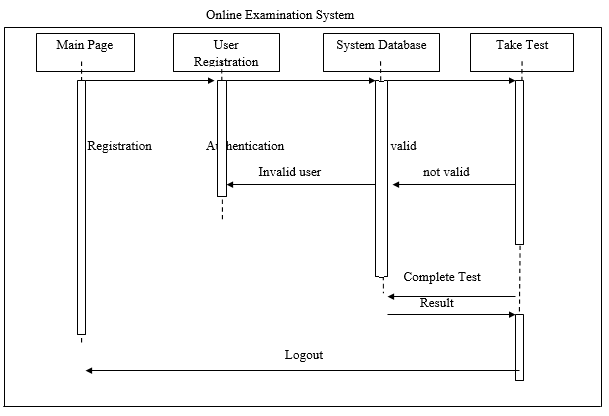 Online Examination System
Main Page
User
Registration
System Database
Take Test
Registration
Authentication
valid
Invalid user
not valid
Complete Test
Result
Logout